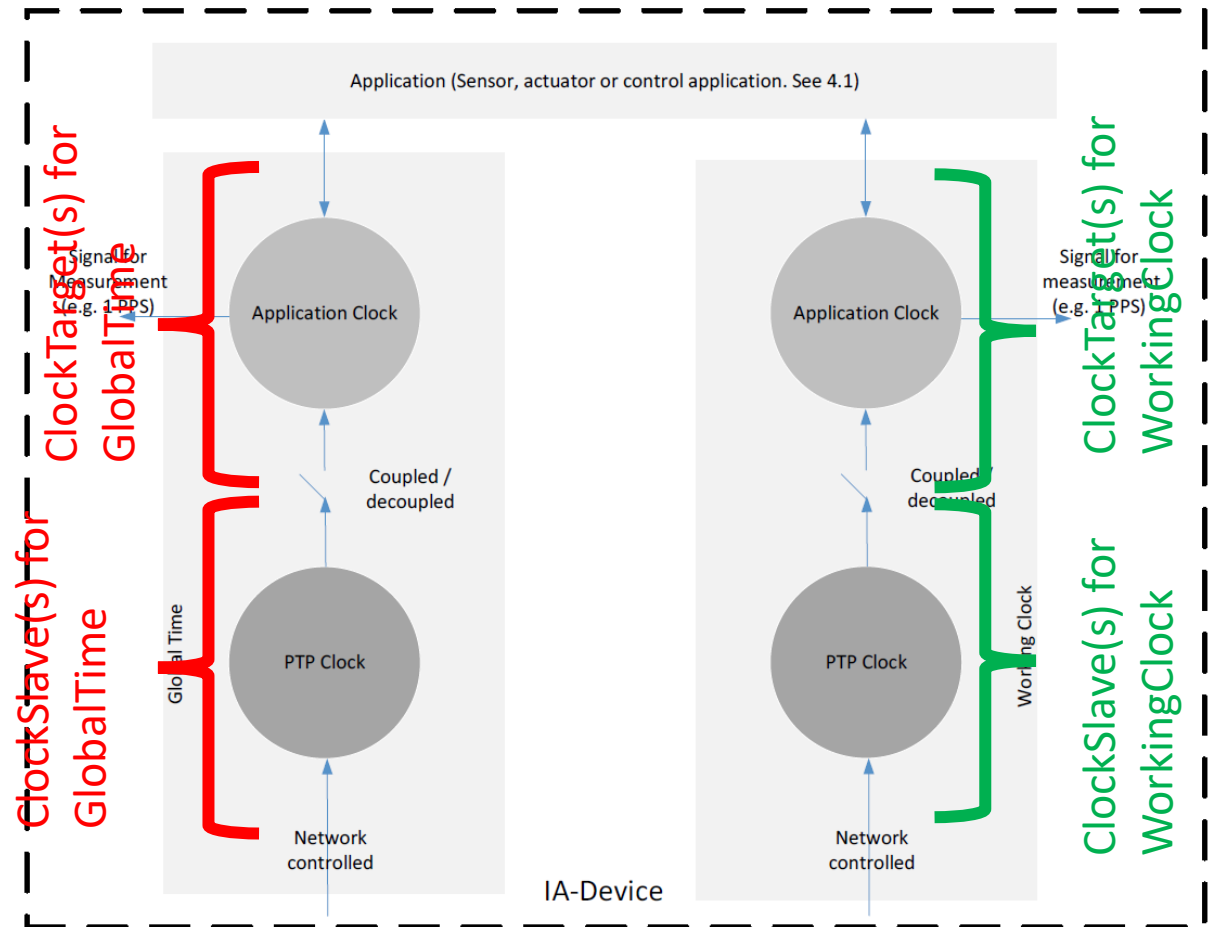 Application (Sensor, actuator or control application. See 4.1)
ClockTarget(s) for
GlobalTime
Signal for
Measurement
(e.g. 1 PPS)
Application Clock
Coupled /
decoupled
ClockSlave(s) for
GlobalTime
Global Time
PTP Clock
Network
controlled
Application Clock
Signal for
measurement
(e.g. 1 PPS)
ClockTarget(s) for
WorkingClock
Coupled /
decoupled
PTP Clock
Working Clock
ClockSlave(s) for
WorkingClock
Network
controlled
IA-Device